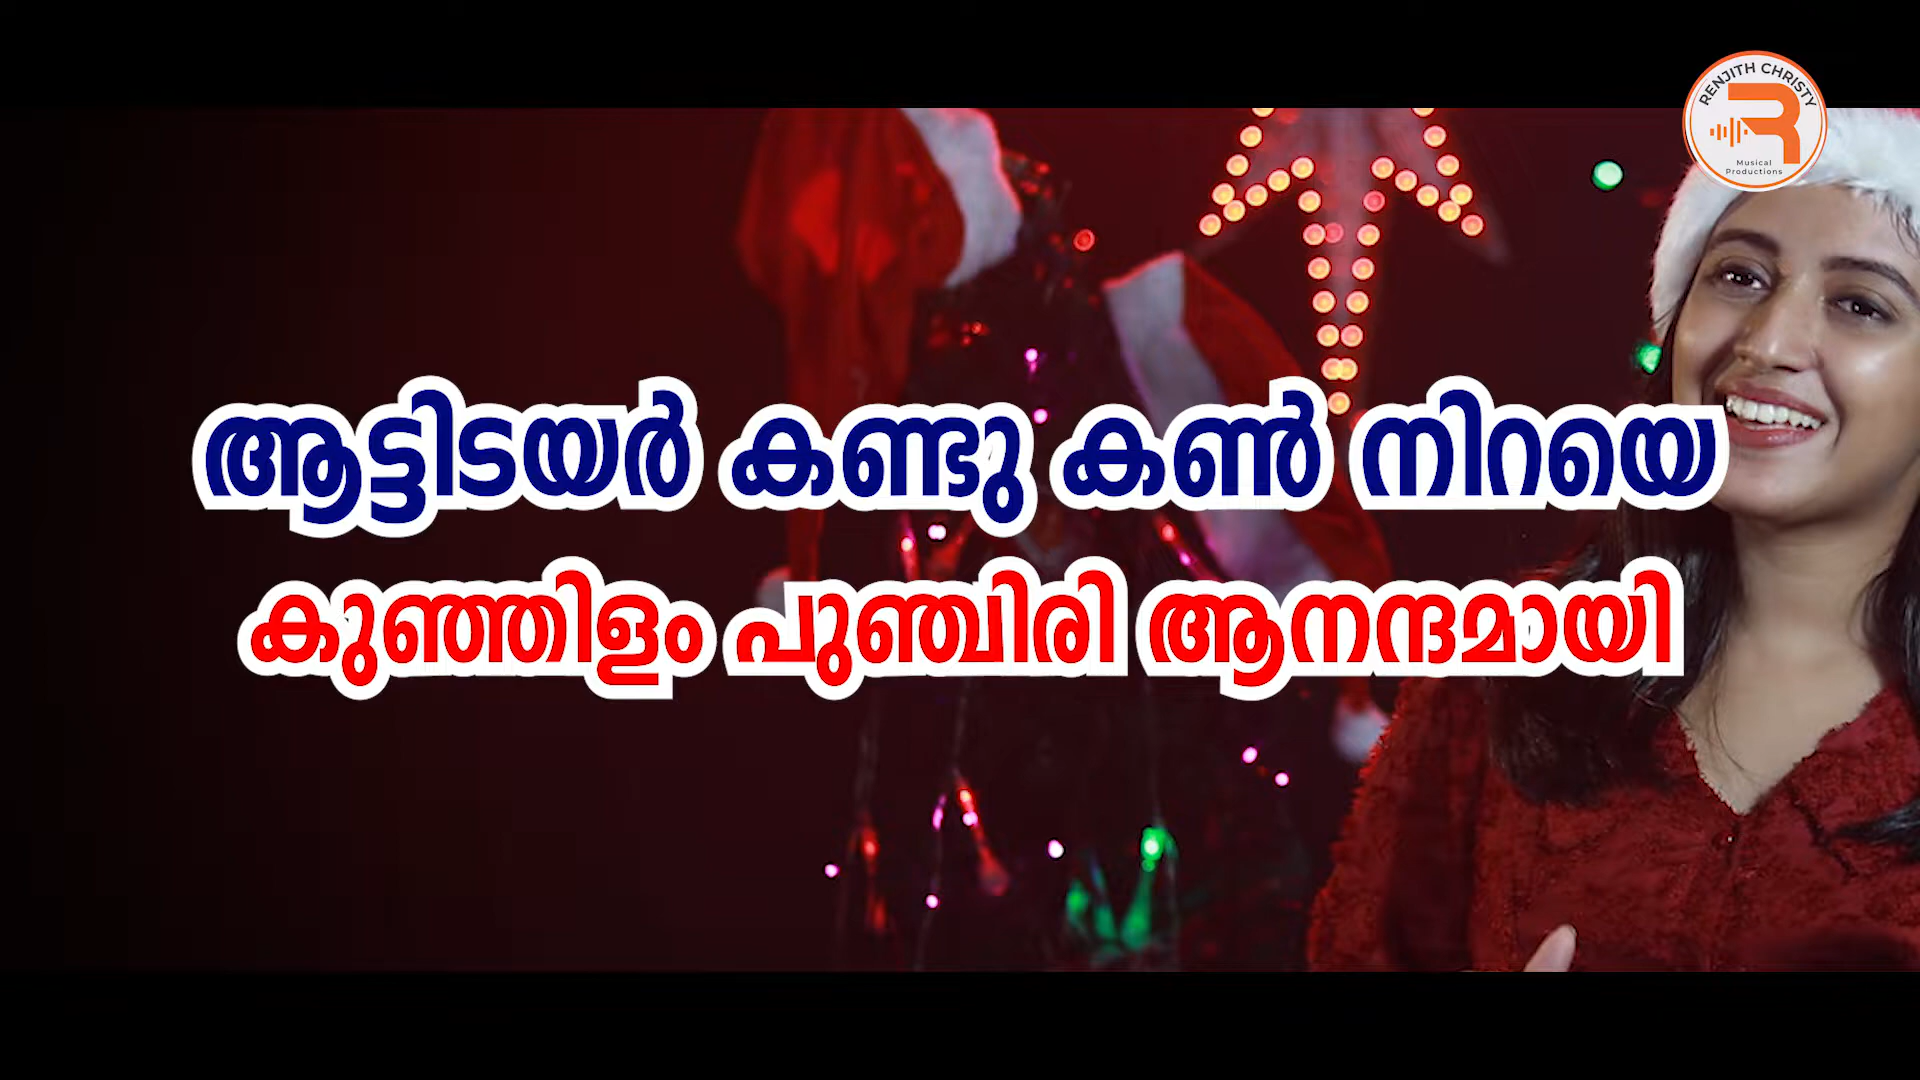 RENJITH CHRISTY
Musical
Productions
ആട്ടിടയർ കണ്ടു കൺ നിറയെ
കുഞ്ഞിളം പുഞ്ചിരി ആനന്ദമായി